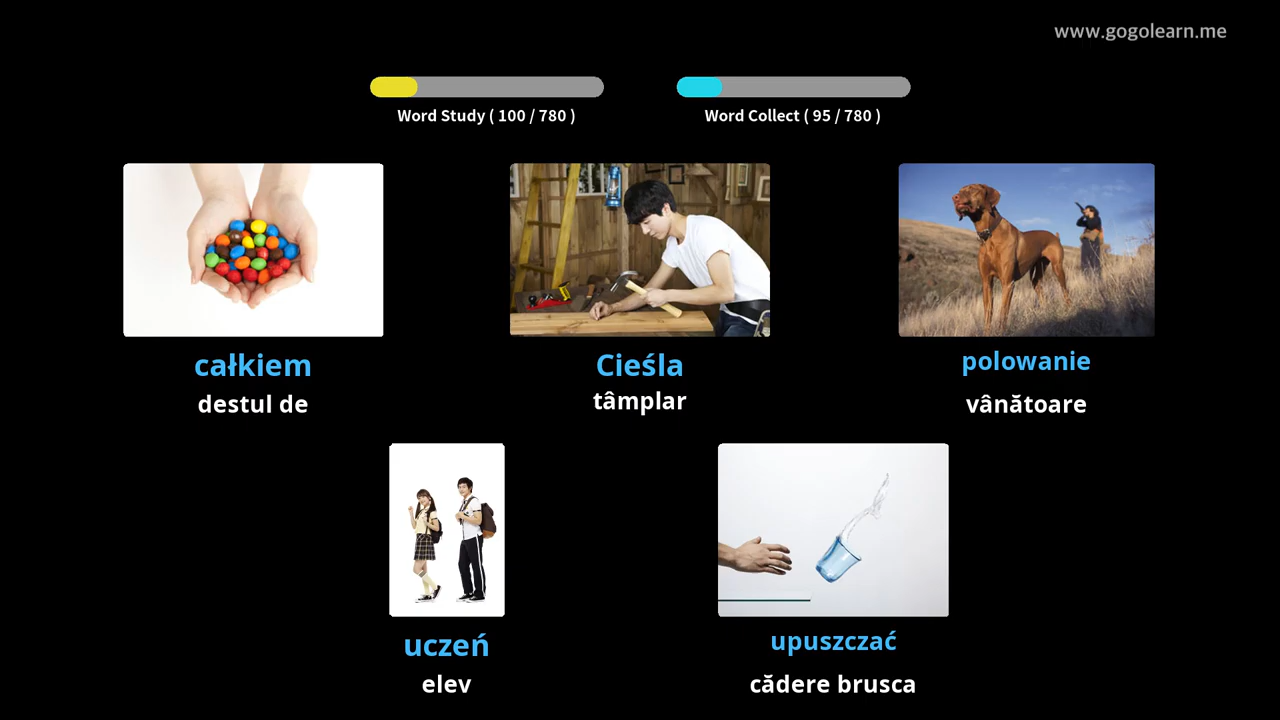 www.gogolearn.me
Word Study ( 100 / 780 )
Word Collect ( 95 / 780 )
całkiem
destul de
Cieśla
tâmplar
polowanie
vânătoare
uczeń
elev
upuszczać
cădere brusca